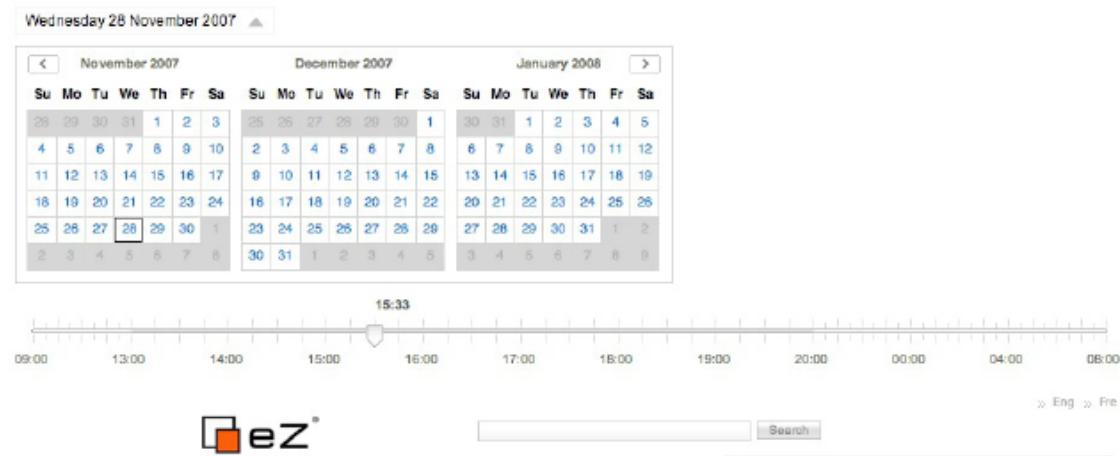 Wednesday 28 November 2007
November 2007 December 2007 January 2008
Su Mo Tu We Th Fr Sa Su Mo Tu We Th Fr Sa Su Mo Tu We Th Fr Sa
28 29 30 31 1 2 3 25 26 27 28 29 30 1 30 31 1 2 3 4 5
4 5 6 7 8 9 10 2 3 4 5 6 7 8 6 7 8 9 10 11 12
11 12 13 14 15 16 17 9 10 11 12 13 14 15 13 14 15 16 17 18 19
18 19 20 21 22 23 24 16 17 18 19 20 21 22 20 21 22 23 24 25 26
25 26 27 28 29 30 1 23 24 25 26 27 28 29 27 28 29 30 31 1 2
2 3 4 5 6 7 8 30 31 1 2 3 4 5 3 4 5 6 7 8 9
15:33
09:00 13:00 14:00 15:00 16:00 17:00 18:00 19:00 20:00 00:00 04:00 08:00
» Eng » Fre
eZ®
Search